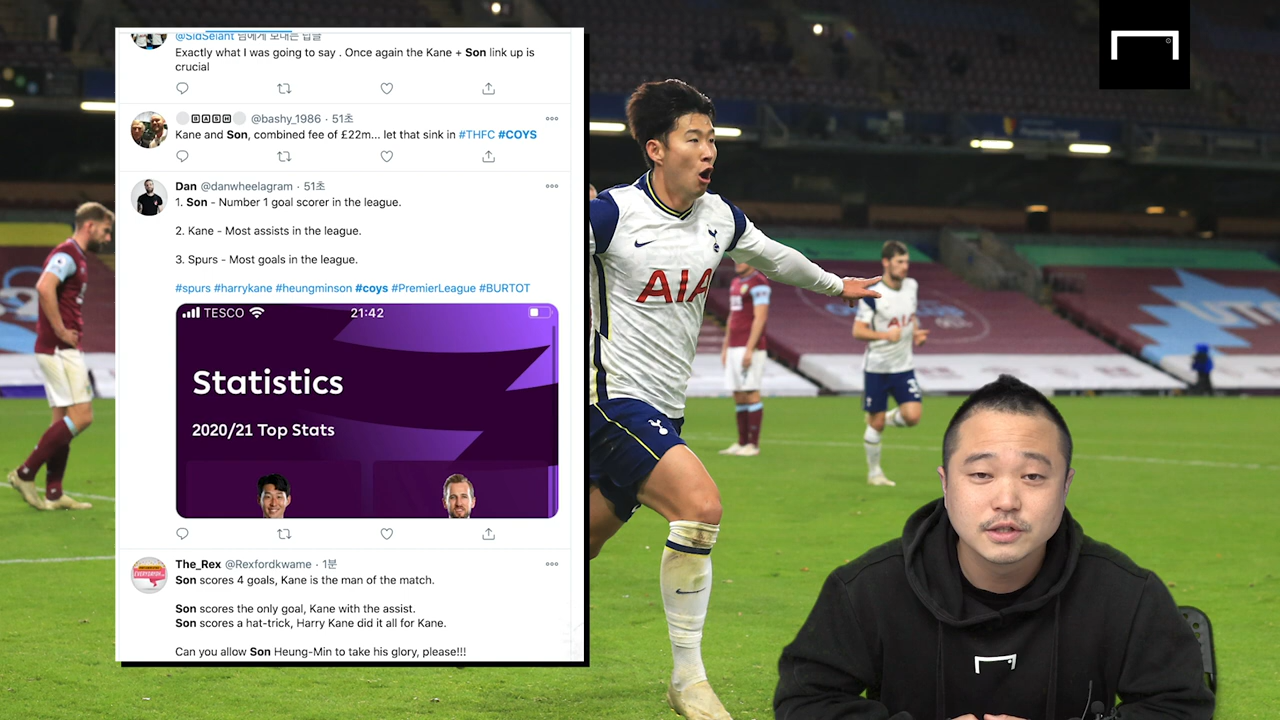 @SidSelant 님에게 보내는 답글
Exactly what I was going to say . Once again the Kane + Son link up is
crucial
🅱🅰🆂🅷 @bashy_1986 · 51초
Kane and Son, combined fee of £22m... let that sink in #THFC #COYS
Dan @danwheelagram · 51초
1. Son - Number 1 goal scorer in the league.
2. Kane - Most assists in the league.
3. Spurs - Most goals in the league.
#spurs #harrykane #heungminson #coys #PremierLeague #BURTOT
TESCO 21:42
Statistics
2020/21 Top Stats
The_Rex @Rexfordkwame · 1분
Son scores 4 goals, Kane is the man of the match.
Son scores the only goal, Kane with the assist.
Son scores a hat-trick, Harry Kane did it all for Kane.
Can you allow Son Heung-Min to take his glory, please!!!
AIA
AIA